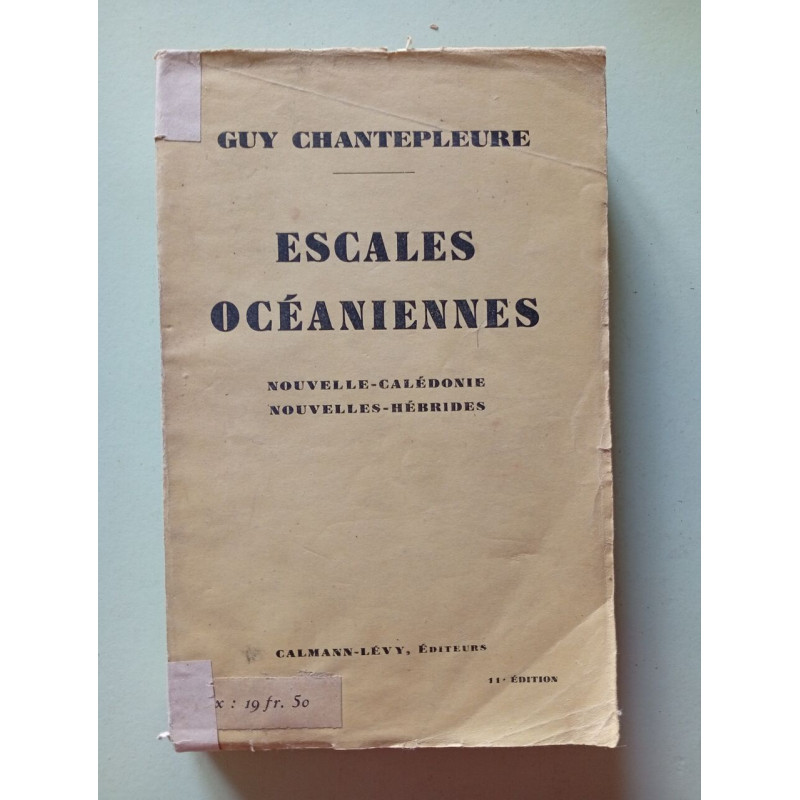 GUY CHANTEPLEURE
ESCALES
OCÉANIENNES
NOUVELLE-CALÉDONIE
NOUVELLES-HÉBRIDES
CALMANN-LÉVY, ÉDITEURS
11e ÉDITION
x : 19 fr. 50